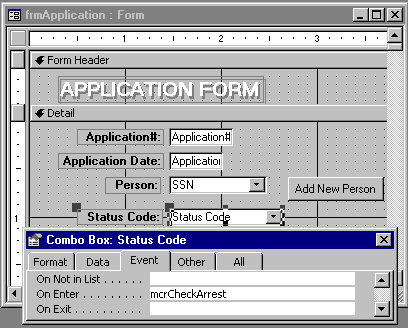 frmApplication : Form
1 2 3
Form Header
APPLICATION FORM
Detail
Application#: Application#
Application Date: Application
Person: SSN
Add New Person
1
Status Code: Status Code
Combo Box: Status Code
Format Data Event Other All
On Not in List . . . . . . .
On Enter . . . . . . . . . . mcrCheckArrest
On Exit . . . . . . . . . . .